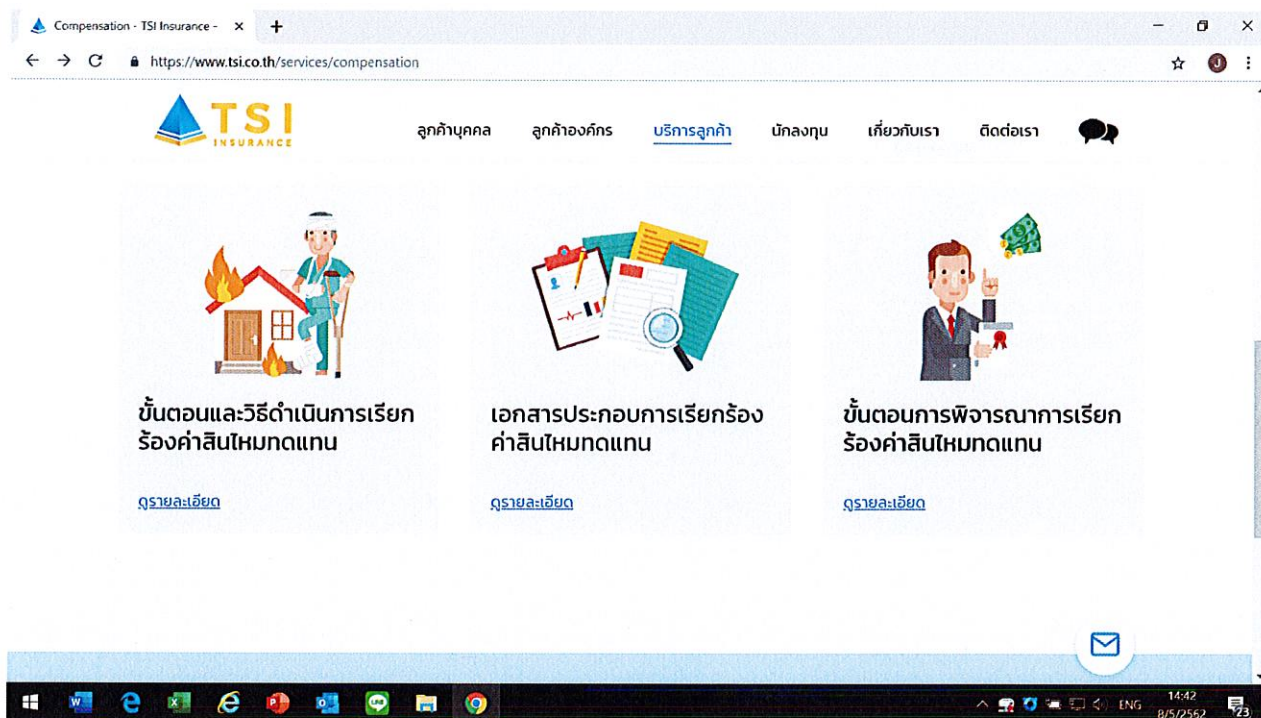 Compensation - TSI Insurance -
https://www.tsi.co.th/services/compensation
TSI
INSURANCE
ลูกค้าบุคคล ลูกค้าองค์กร บริการลูกค้า นักลงทุน เกี่ยวกับเรา ติดต่อเรา
ขั้นตอนและวิธีดำเนินการเรียก
ร้องค่าสินไหมทดแทน
ดูรายละเอียด
เอกสารประกอบการเรียกร้อง
ค่าสินไหมทดแทน
ดูรายละเอียด
ขั้นตอนการพิจารณาการเรียก
ร้องค่าสินไหมทดแทน
ดูรายละเอียด
ENG
14:42
8/5/2562
23